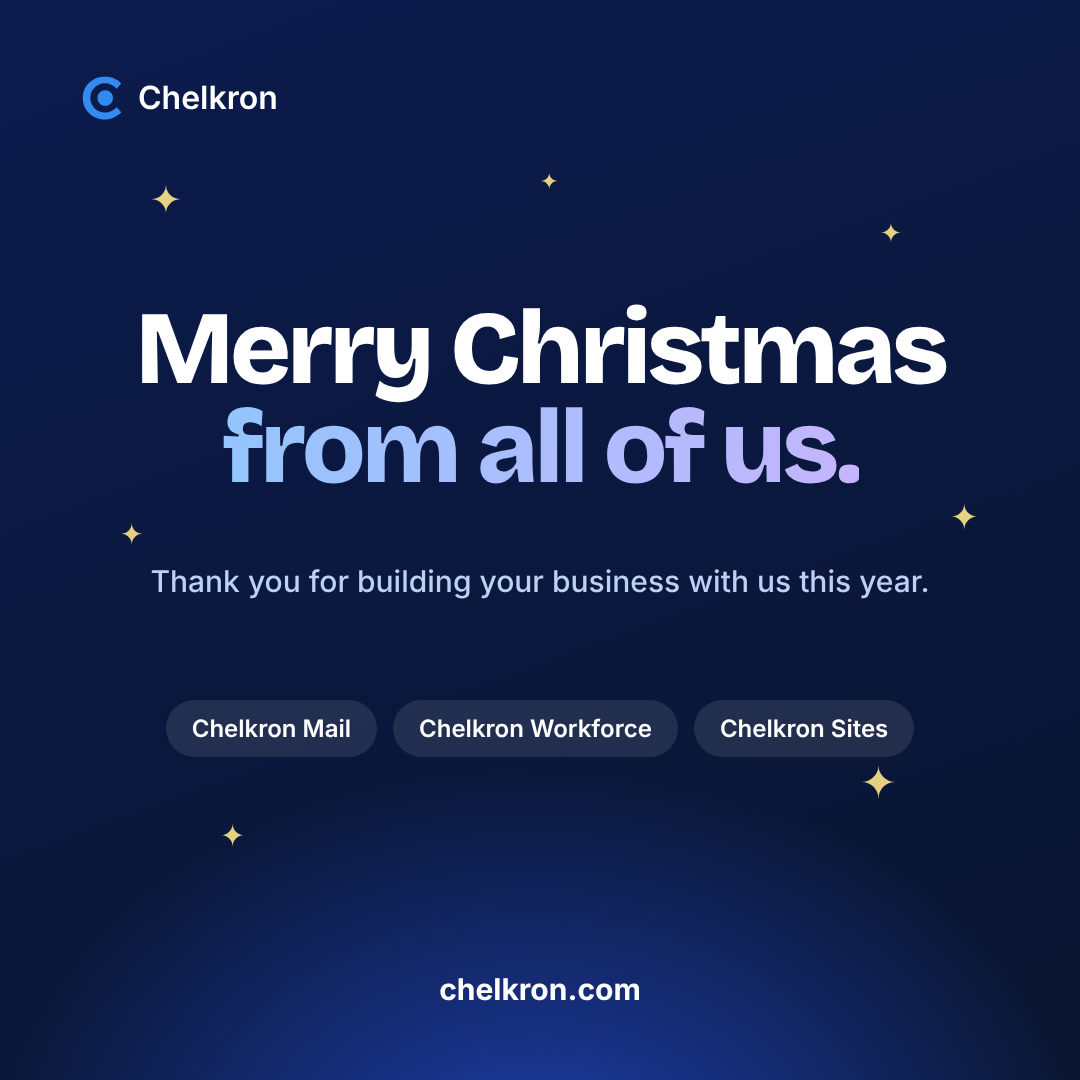 Chelkron
Merry Christmas
from all of us.
Thank you for building your business with us this year.
Chelkron Mail
Chelkron Workforce
Chelkron Sites
chelkron.com